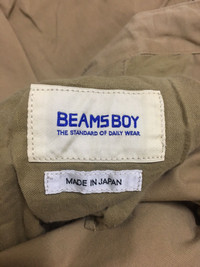 BEAMS BOY
THE STANDARD OF DAILY WEAR
MADE IN JAPAN